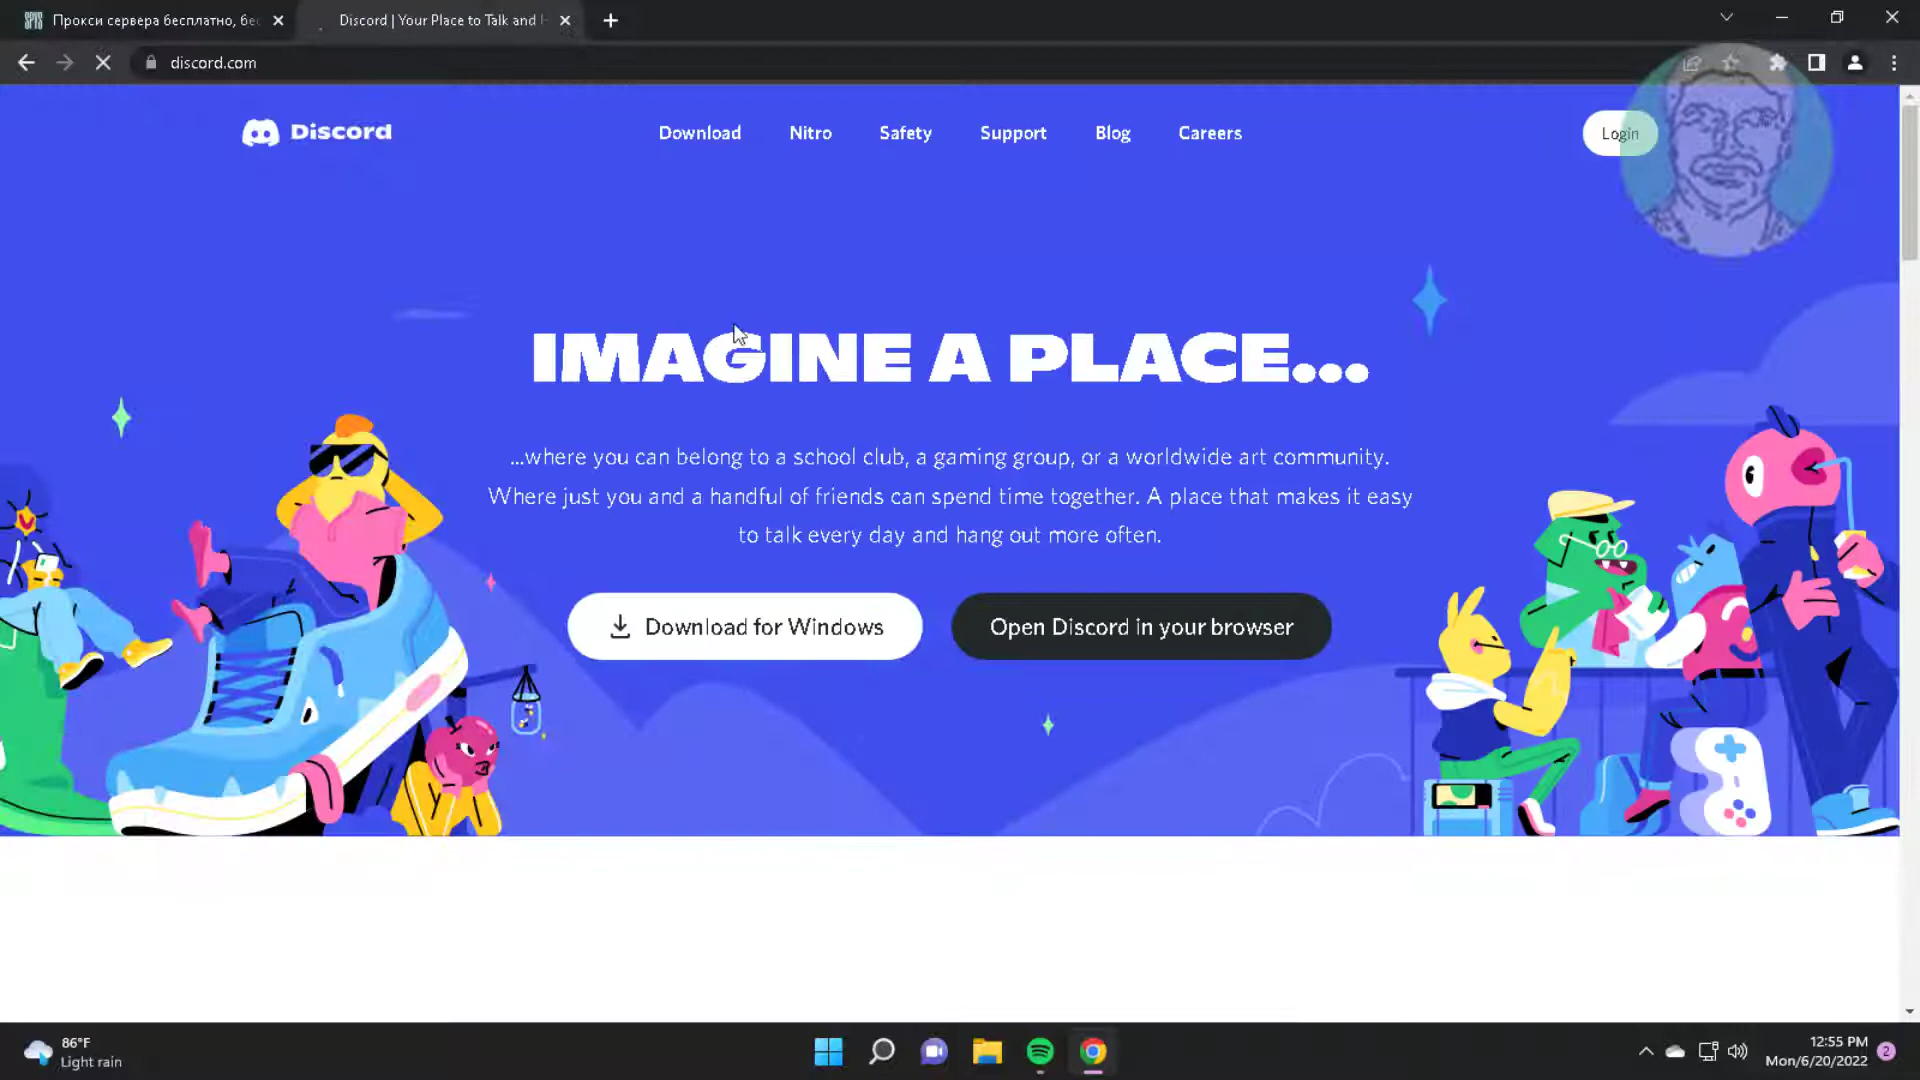 Прокси сервера бесплатно, бе
Discord | Your Place to Talk and H
discord.com
Discord
Download
Nitro
Safety
Support
Blog
Careers
Login
IMAGINE A PLACE...
...where you can belong to a school club, a gaming group, or a worldwide art community.
Where just you and a handful of friends can spend time together. A place that makes it easy
to talk every day and hang out more often.
Download for Windows
Open Discord in your browser
86°F
Light rain
12:55 PM
Mon/6/20/2022
2